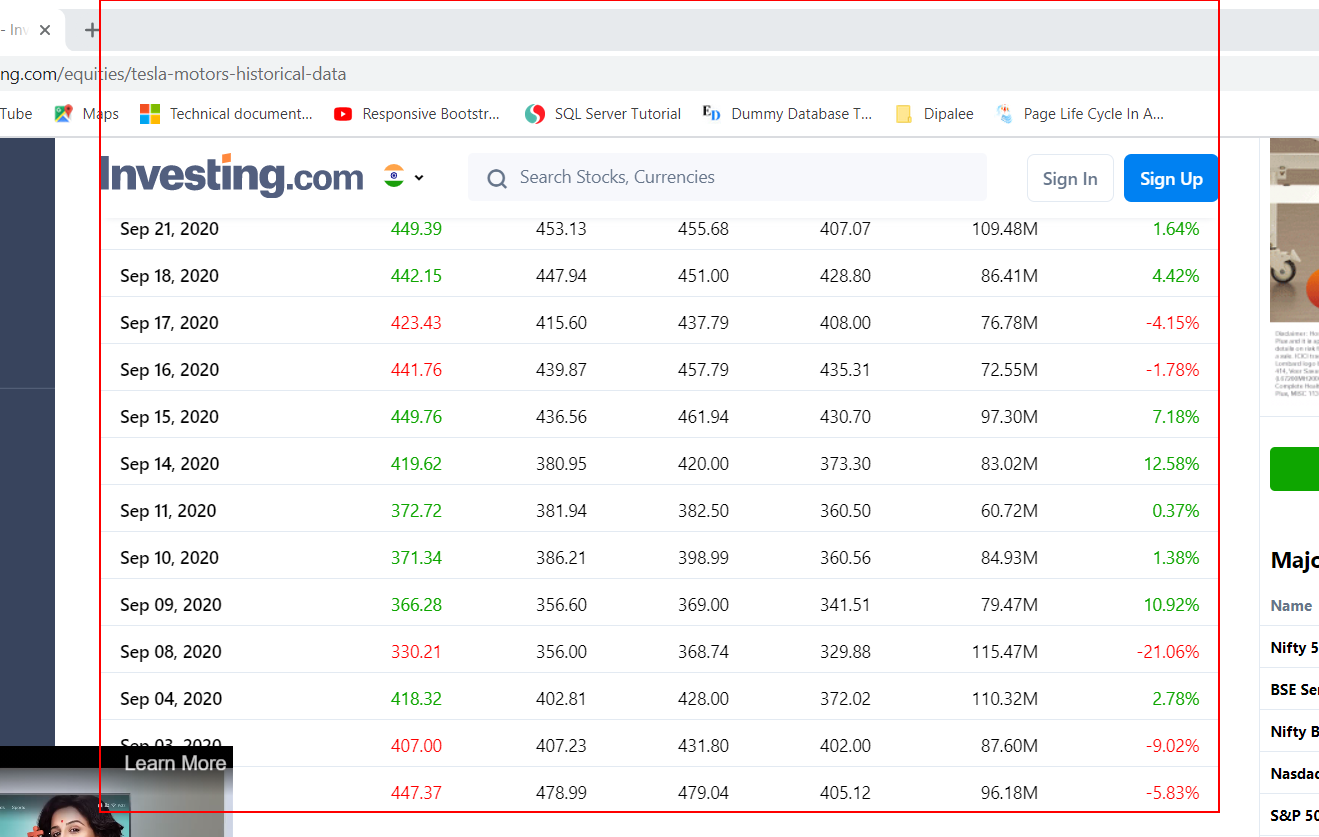 - Inv
ng.com/equities/tesla-motors-historical-data
Tube Maps Technical document... Responsive Bootstr... SQL Server Tutorial ED Dummy Database T... Dipalee Page Life Cycle In A...
Investing.com Search Stocks, Currencies Sign In Sign Up
Sep 21, 2020 449.39 453.13 455.68 407.07 109.48M 1.64%
Sep 18, 2020 442.15 447.94 451.00 428.80 86.41M 4.42%
Sep 17, 2020 423.43 415.60 437.79 408.00 76.78M -4.15%
Sep 16, 2020 441.76 439.87 457.79 435.31 72.55M -1.78%
Sep 15, 2020 449.76 436.56 461.94 430.70 97.30M 7.18%
Sep 14, 2020 419.62 380.95 420.00 373.30 83.02M 12.58%
Sep 11, 2020 372.72 381.94 382.50 360.50 60.72M 0.37%
Sep 10, 2020 371.34 386.21 398.99 360.56 84.93M 1.38%
Sep 09, 2020 366.28 356.60 369.00 341.51 79.47M 10.92%
Sep 08, 2020 330.21 356.00 368.74 329.88 115.47M -21.06%
Sep 04, 2020 418.32 402.81 428.00 372.02 110.32M 2.78%
Sep 03, 2020 407.00 407.23 431.80 402.00 87.60M -9.02%
447.37 478.99 479.04 405.12 96.18M -5.83%
Learn More
Majo
Name
Nifty 5
BSE Se
Nifty B
Nasda
S&P 50